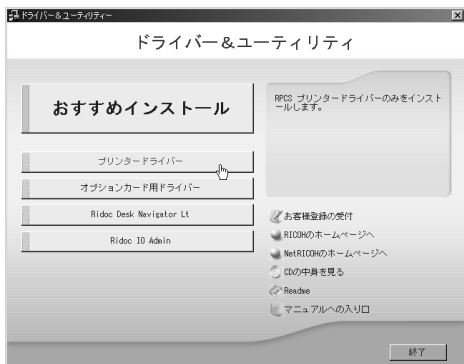 ドライバー&ユーティリティー
ドライバー&ユーティリティ
おすすめインストール
RPCS プリンタードライバーのみをインスト
ールします。
プリンタードライバー
オプションカード用ドライバー
Ridoc Desk Navigator Lt
Ridoc IO Admin
お客様登録の受付
RICOHのホームページへ
NetRICOHのホームページへ
CDの中身を見る
Readme
マニュアルへの入り口
終了